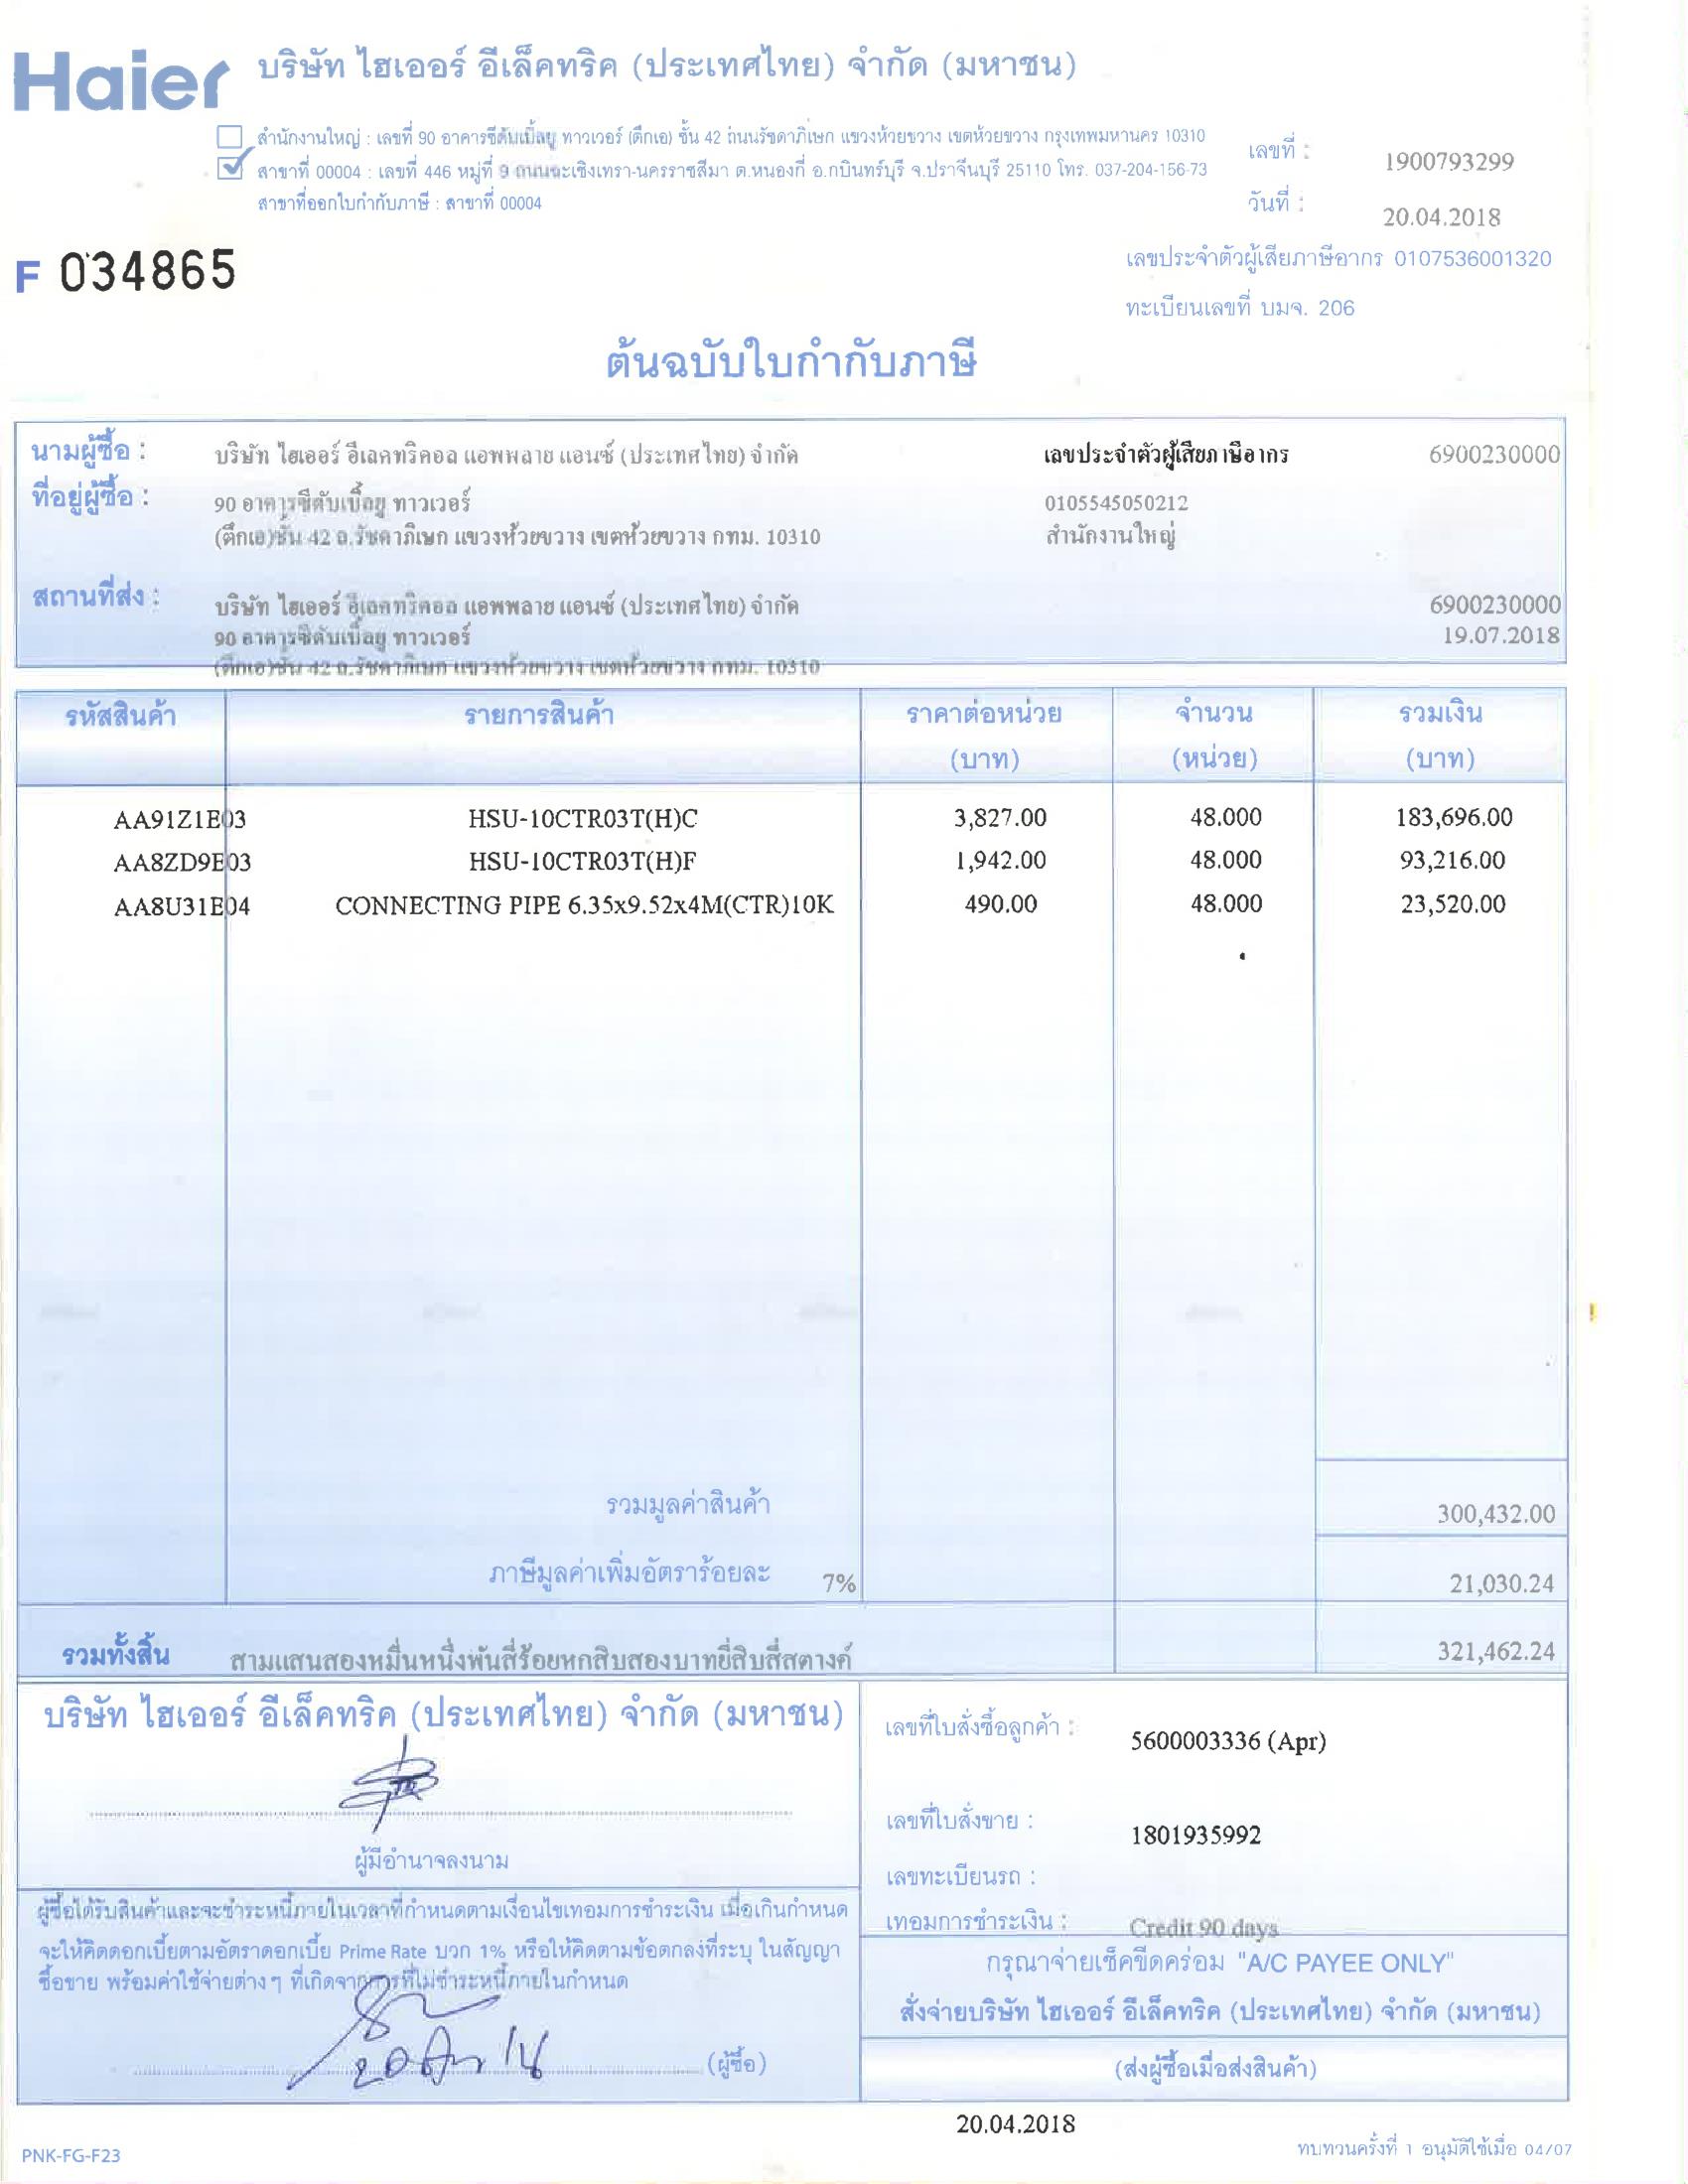 Haier บริษัท ไฮเออร์ อีเล็คทริค (ประเทศไทย) จำกัด (มหาชน)
สำนักงานใหญ่ : เลขที่ 90 อาคารซีดับเบิ้ลยู ทาวเวอร์ (ตึกเอ) ชั้น 42 ถนนรัชดาภิเษก แขวงห้วยขวาง เขตห้วยขวาง กรุงเทพมหานคร 10310
สาขาที่ 00004 : เลขที่ 446 หมู่ที่ 9 ถนนฉะเชิงเทรา-นครราชสีมา ต.หนองกี่ อ.กบินทร์บุรี จ.ปราจีนบุรี 25110 โทร. 037-204-156-73
สาขาที่ออกใบกำกับภาษี : สาขาที่ 00004
เลขที่ : 1900793299
วันที่ : 20.04.2018
F 034865
เลขประจำตัวผู้เสียภาษีอากร 0107536001320
ทะเบียนเลขที่ บมจ. 206
ต้นฉบับใบกำกับภาษี
นามผู้ซื้อ : บริษัท ไฮเออร์ อีเลคทริคอล แอพพลาย แอนซ์ (ประเทศไทย) จำกัด เลขประจำตัวผู้เสียภาษีอากร 6900230000
ที่อยู่ผู้ซื้อ : 90 อาคารซีดับเบิ้ลยู ทาวเวอร์ 0105545050212
(ตึกเอ)ชั้น 42 ถ.รัชดาภิเษก แขวงห้วยขวาง เขตห้วยขวาง กทม. 10310 สำนักงานใหญ่
สถานที่ส่ง : บริษัท ไฮเออร์ อีเลคทริคอล แอพพลาย แอนซ์ (ประเทศไทย) จำกัด 6900230000
90 อาคารซีดับเบิ้ลยู ทาวเวอร์ 19.07.2018
(ตึกเอ)ชั้น 42 ถ.รัชดาภิเษก แขวงห้วยขวาง เขตห้วยขวาง กทม. 10310
รหัสสินค้า รายการสินค้า ราคาต่อหน่วย จำนวน รวมเงิน
(บาท) (หน่วย) (บาท)
AA91Z1E03 HSU-10CTR03T(H)C 3,827.00 48.000 183,696.00
AA8ZD9E03 HSU-10CTR03T(H)F 1,942.00 48.000 93,216.00
AA8U31E04 CONNECTING PIPE 6.35x9.52x4M(CTR)10K 490.00 48.000 23,520.00
รวมมูลค่าสินค้า 300,432.00
ภาษีมูลค่าเพิ่มอัตราร้อยละ 7% 21,030.24
รวมทั้งสิ้น สามแสนสองหมื่นหนึ่งพันสี่ร้อยหกสิบสองบาทยี่สิบสี่สตางค์ 321,462.24
บริษัท ไฮเออร์ อีเล็คทริค (ประเทศไทย) จำกัด (มหาชน)
ผู้มีอำนาจลงนาม
เลขที่ใบสั่งซื้อลูกค้า : 5600003336 (Apr)
เลขที่ใบสั่งขาย : 1801935992
เลขทะเบียนรถ :
เทอมการชำระเงิน : Credit 90 days
ผู้ซื้อได้รับสินค้าและจะชำระหนี้ภายในเวลาที่กำหนดตามเงื่อนไขเทอมการชำระเงิน เมื่อเกินกำหนด
จะให้คิดดอกเบี้ยตามอัตราดอกเบี้ย Prime Rate บวก 1% หรือให้คิดตามข้อตกลงที่ระบุ ในสัญญา
ซื้อขาย พร้อมค่าใช้จ่ายต่าง ๆ ที่เกิดจากการที่ไม่ชำระหนี้ภายในกำหนด
(ผู้ซื้อ)
กรุณาจ่ายเช็คขีดคร่อม "A/C PAYEE ONLY"
สั่งจ่ายบริษัท ไฮเออร์ อีเล็คทริค (ประเทศไทย) จำกัด (มหาชน)
(ส่งผู้ซื้อเมื่อส่งสินค้า)
20.04.2018
PNK-FG-F23
ทบทวนครั้งที่ 1 อนุมัติใช้เมื่อ 04/07